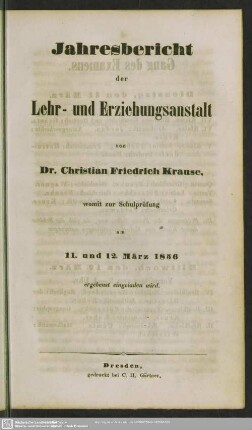 Jahresbericht
der
Lehr- und Erziehungsanstalt
von
Dr. Christian Friedrich Krause,
womit zur Schulprüfung
am
11. und 12. März 1856
ergebenst eingeladen wird.
Dresden,
gedruckt bei C. H. Gärtner.